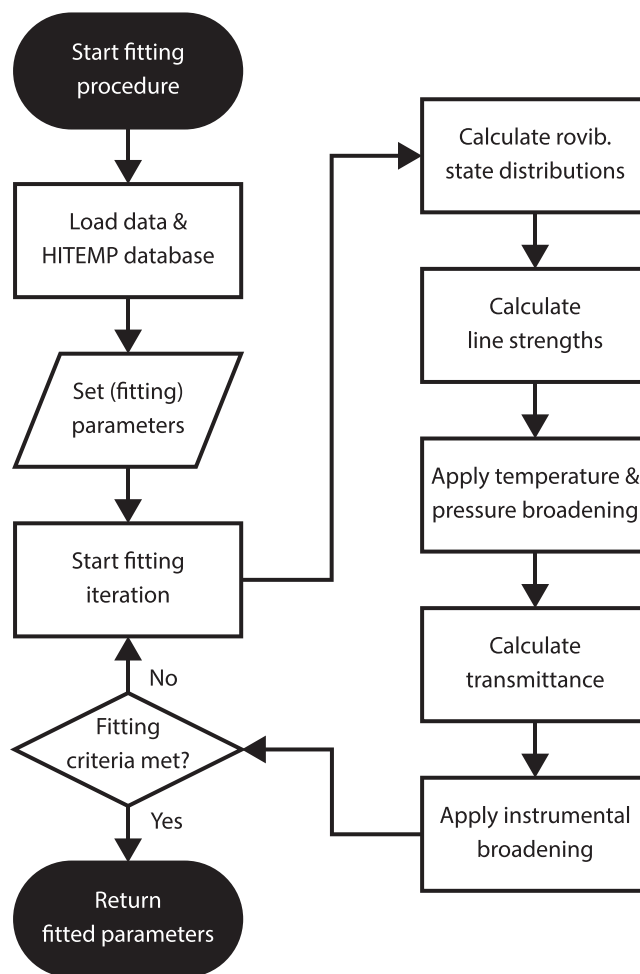 Start fitting
procedure
Load data &
HITEMP database
Set (fitting)
parameters
Start fitting
iteration
No
Fitting
criteria met?
Yes
Return
fitted parameters
Calculate rovib.
state distributions
Calculate
line strengths
Apply temperature &
pressure broadening
Calculate
transmittance
Apply instrumental
broadening